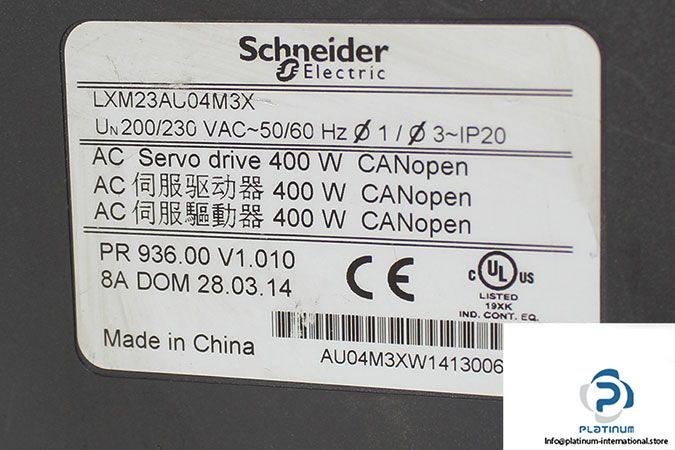 Schneider
Electric
LXM23AU04M3X
UN 200/230 VAC~50/60 Hz Ø 1 / Ø 3~IP20
AC Servo drive 400 W CANopen
AC 伺服驱动器 400 W CANopen
AC 伺服驅動器 400 W CANopen
PR 936.00 V1.010
8A DOM 28.03.14
CE
c UL US
LISTED
19XK
IND. CONT. EQ.
Made in China
AU04M3XW1413006
PLATINUM
info@platinum-international.store